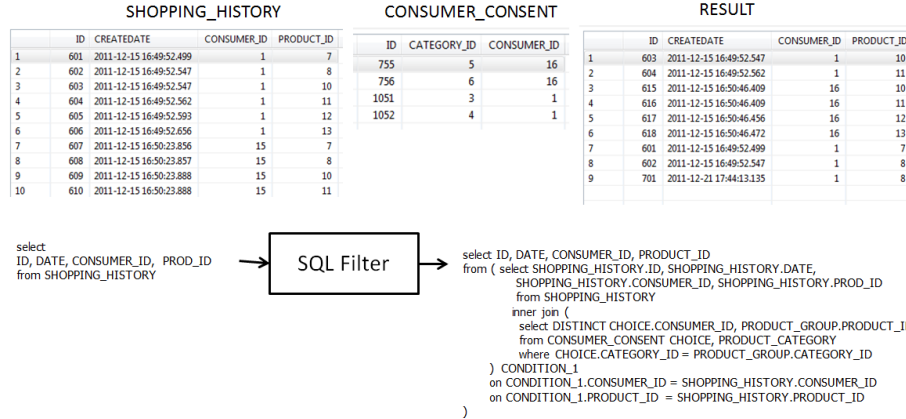 SHOPPING_HISTORY
CONSUMER_CONSENT
RESULT
ID CREATEDATE CONSUMER_ID PRODUCT_ID
1 601 2011-12-15 16:49:52.499 1 7
2 602 2011-12-15 16:49:52.547 1 8
3 603 2011-12-15 16:49:52.547 1 10
4 604 2011-12-15 16:49:52.562 1 11
5 605 2011-12-15 16:49:52.593 1 12
6 606 2011-12-15 16:49:52.656 1 13
7 607 2011-12-15 16:50:23.856 15 7
8 608 2011-12-15 16:50:23.857 15 8
9 609 2011-12-15 16:50:23.888 15 10
10 610 2011-12-15 16:50:23.888 15 11
ID CATEGORY_ID CONSUMER_ID
755 5 16
756 6 16
1051 3 1
1052 4 1
ID CREATEDATE CONSUMER_ID PRODUCT_ID
1 603 2011-12-15 16:49:52.547 1 10
2 604 2011-12-15 16:49:52.562 1 11
3 615 2011-12-15 16:50:46.409 16 10
4 616 2011-12-15 16:50:46.409 16 11
5 617 2011-12-15 16:50:46.456 16 12
6 618 2011-12-15 16:50:46.472 16 13
7 601 2011-12-15 16:49:52.499 1 7
8 602 2011-12-15 16:49:52.547 1 8
9 701 2011-12-21 17:44:13.135 1 8
select
ID, DATE, CONSUMER_ID, PROD_ID
from SHOPPING_HISTORY
SQL Filter
select ID, DATE, CONSUMER_ID, PRODUCT_ID
from ( select SHOPPING_HISTORY.ID, SHOPPING_HISTORY.DATE,
SHOPPING_HISTORY.CONSUMER_ID, SHOPPING_HISTORY.PROD_ID
from SHOPPING_HISTORY
inner join (
select DISTINCT CHOICE.CONSUMER_ID, PRODUCT_GROUP.PRODUCT_ID
from CONSUMER_CONSENT CHOICE, PRODUCT_CATEGORY
where CHOICE.CATEGORY_ID = PRODUCT_GROUP.CATEGORY_ID
) CONDITION_1
on CONDITION_1.CONSUMER_ID = SHOPPING_HISTORY.CONSUMER_ID
on CONDITION_1.PRODUCT_ID = SHOPPING_HISTORY.PRODUCT_ID
)